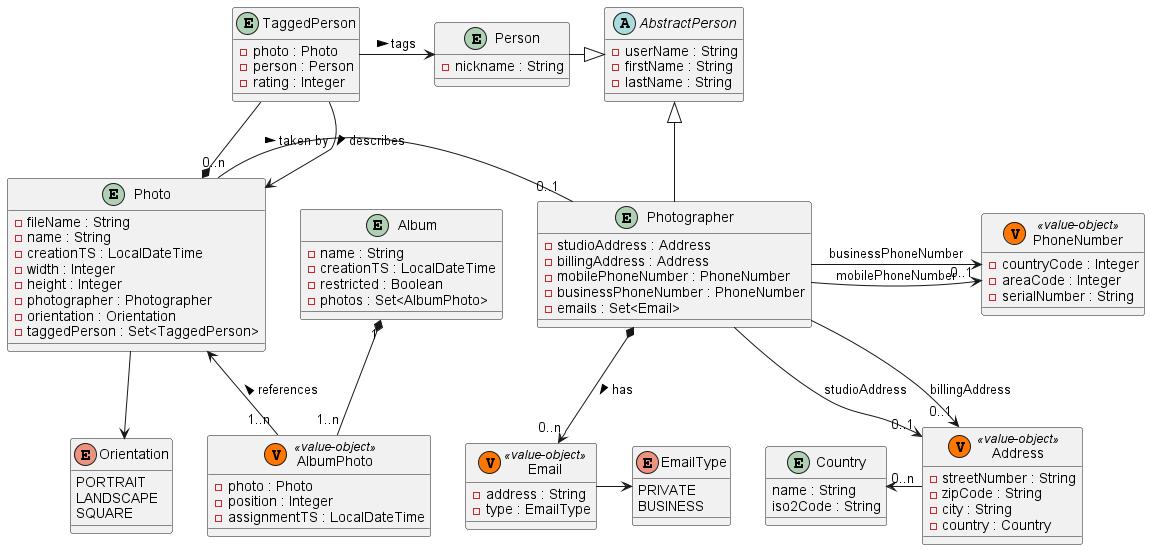 E TaggedPerson
photo : Photo
person : Person
rating : Integer
tags
E Person
nickname : String
A AbstractPerson
userName : String
firstName : String
lastName : String
0..n
taken by
describes
0..1
E Photo
fileName : String
name : String
creationTS : LocalDateTime
width : Integer
height : Integer
photographer : Photographer
orientation : Orientation
taggedPerson : Set<TaggedPerson>
E Album
name : String
creationTS : LocalDateTime
restricted : Boolean
photos : Set<AlbumPhoto>
E Photographer
studioAddress : Address
billingAddress : Address
mobilePhoneNumber : PhoneNumber
businessPhoneNumber : PhoneNumber
emails : Set<Email>
businessPhoneNumber
mobilePhoneNumber
0..1
V «value-object»
PhoneNumber
countryCode : Integer
areaCode : Integer
serialNumber : String
1
references
1..n
1..n
has
0..n
studioAddress
0..1
billingAddress
0..1
E Orientation
PORTRAIT
LANDSCAPE
SQUARE
V «value-object»
AlbumPhoto
photo : Photo
position : Integer
assignmentTS : LocalDateTime
V «value-object»
Email
address : String
type : EmailType
E EmailType
PRIVATE
BUSINESS
E Country
name : String
iso2Code : String
0..n
V «value-object»
Address
streetNumber : String
zipCode : String
city : String
country : Country